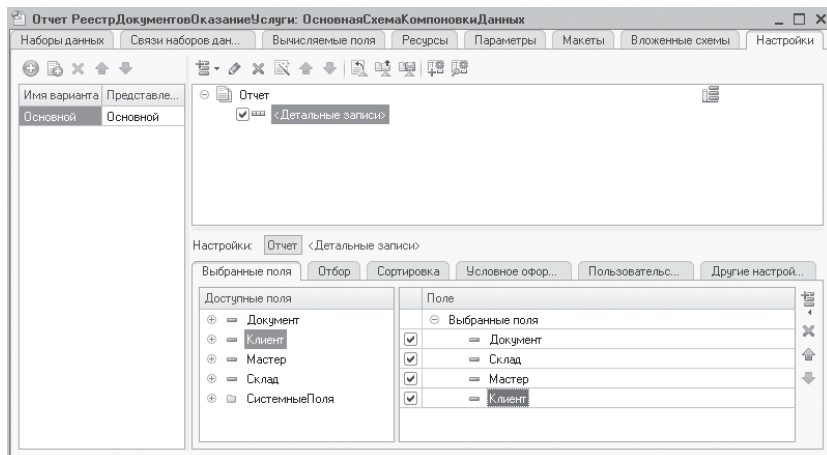 Отчет РеестрДокументовОказаниеУслуги: ОсновнаяСхемаКомпоновкиДанных
Наборы данных Связи наборов дан... Вычисляемые поля Ресурсы Параметры Макеты Вложенные схемы Настройки
Имя варианта Представле...
Основной Основной
Отчет
<Детальные записи>
Настройки: Отчет <Детальные записи>
Выбранные поля Отбор Сортировка Условное офор... Пользовательс... Другие настрой...
Доступные поля Поле
Документ Выбранные поля
Клиент Документ
Мастер Склад
Склад Мастер
СистемныеПоля Клиент